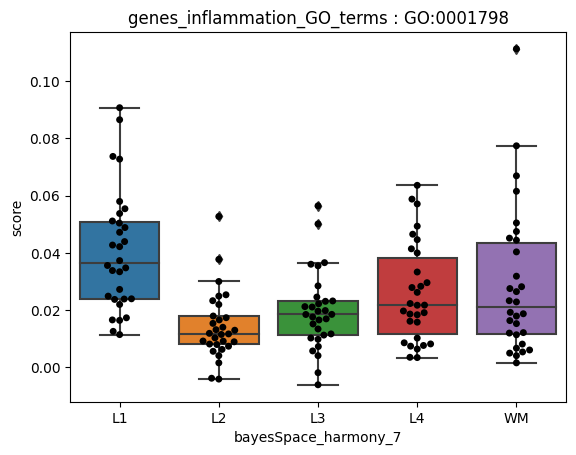 genes_inflammation_GO_terms : GO:0001798
score
0.10
0.08
0.06
0.04
0.02
0.00
L1 L2 L3 L4 WM
bayesSpace_harmony_7